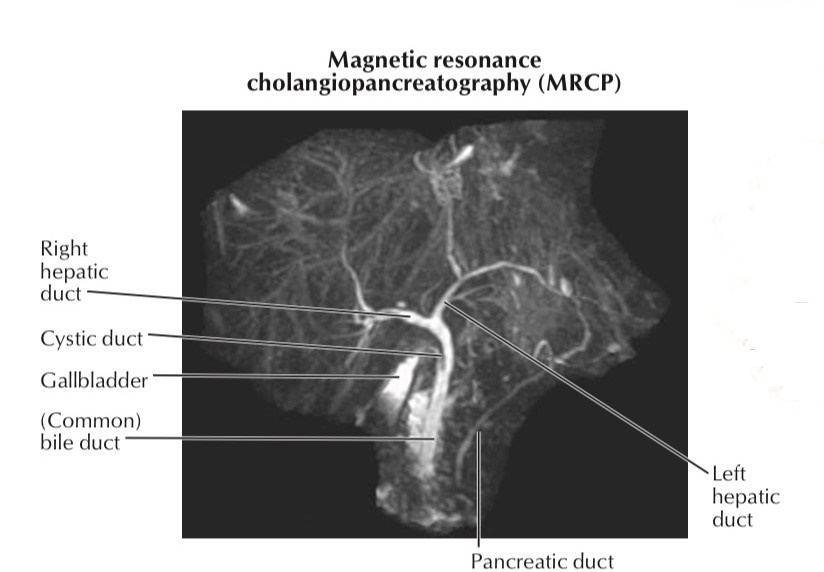 Magnetic resonance
cholangiopancreatography (MRCP)
Right
hepatic
duct
Cystic duct
Gallbladder
(Common)
bile duct
Left
hepatic
duct
Pancreatic duct